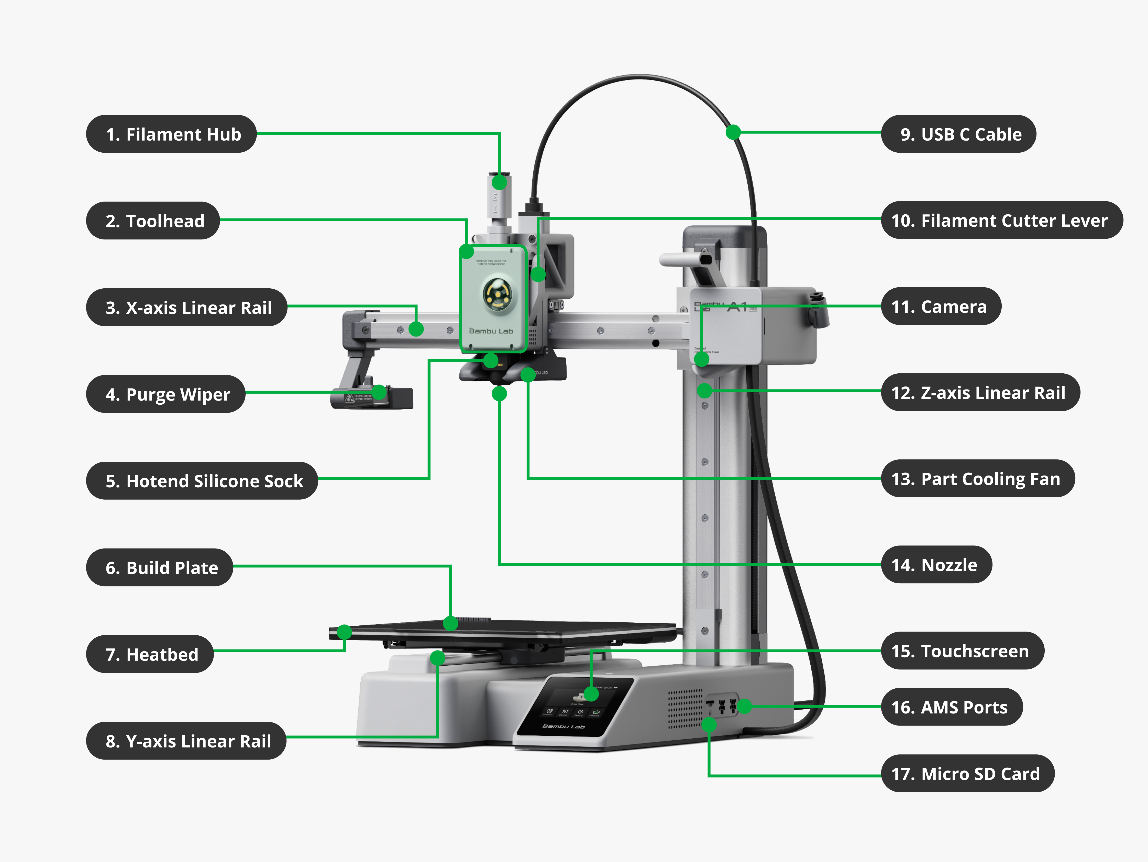 1. Filament Hub
2. Toolhead
3. X-axis Linear Rail
4. Purge Wiper
5. Hotend Silicone Sock
6. Build Plate
7. Heatbed
8. Y-axis Linear Rail
9. USB C Cable
10. Filament Cutter Lever
11. Camera
12. Z-axis Linear Rail
13. Part Cooling Fan
14. Nozzle
15. Touchscreen
16. AMS Ports
17. Micro SD Card
Bambu Lab
Bambu Lab
A1
Bambu Lab